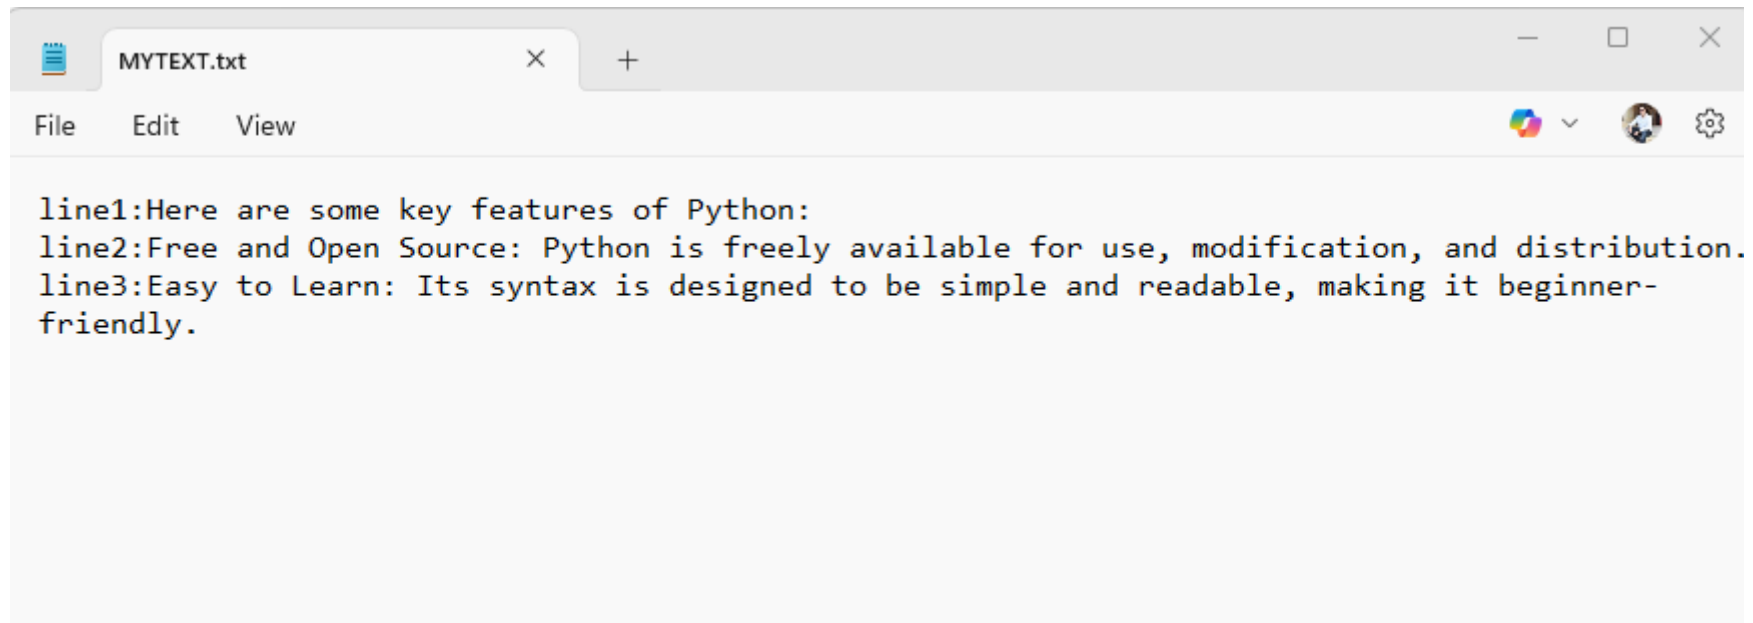 MYTEXT.txt
File Edit View
line1:Here are some key features of Python:
line2:Free and Open Source: Python is freely available for use, modification, and distribution.
line3:Easy to Learn: Its syntax is designed to be simple and readable, making it beginner-
friendly.